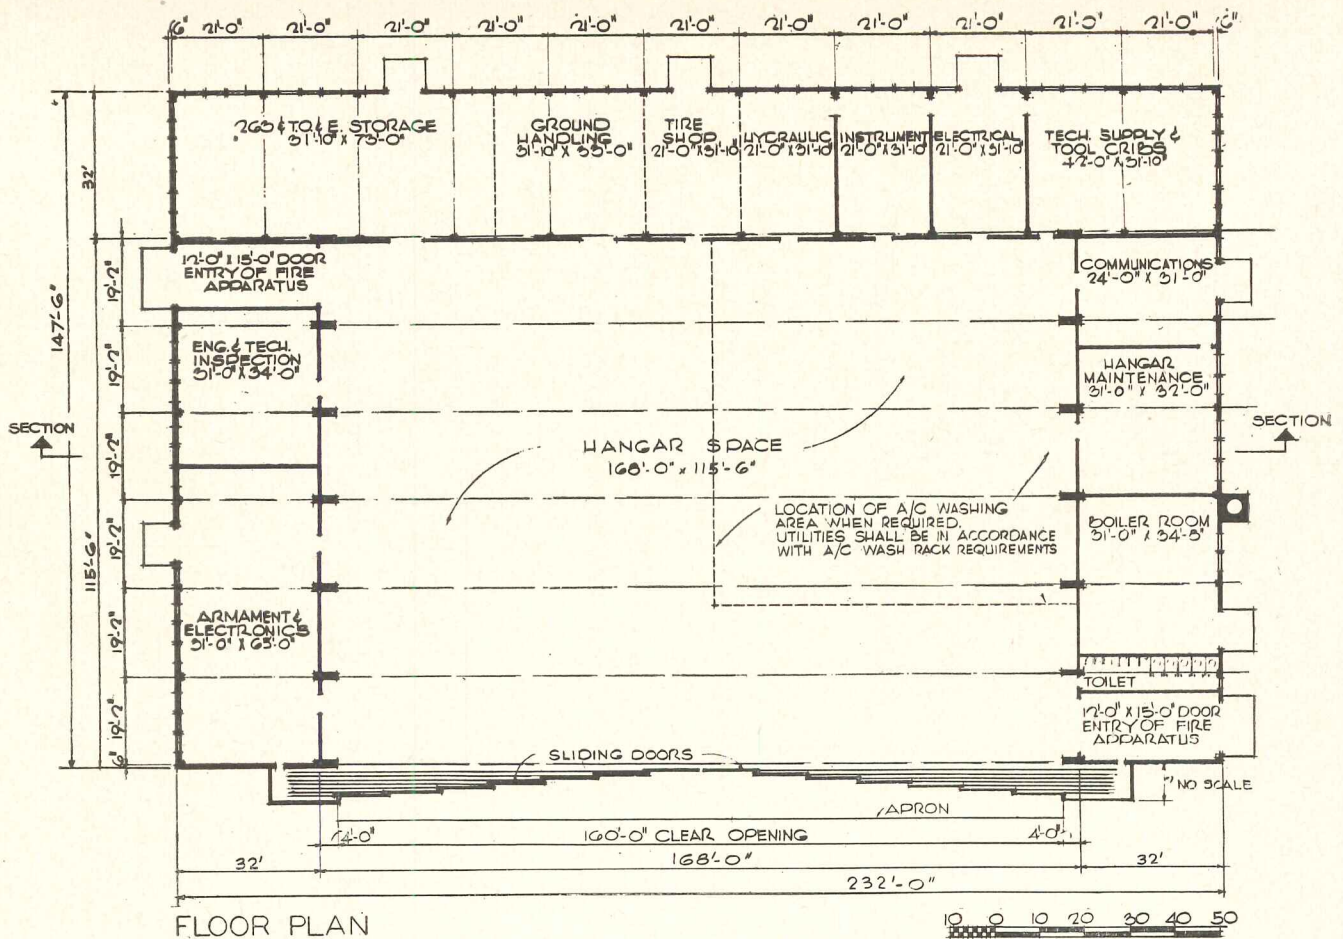 6" 21'-0" 21'-0" 21'-0" 21'-0" 21'-0" 21'-0" 21'-0" 21'-0" 21'-0" 21'-0" 21'-0" 6"
263 & T.O.& E. STORAGE
31'-10" X 73'-0"
GROUND
HANDLING
31'-10" X 53'-0"
TIRE
SHOP
21'-0" X 31'-10"
HYDRAULIC
21'-0" X 31'-10"
INSTRUMENT
21'-0" X 31'-10"
ELECTRICAL
21'-0" X 31'-10"
TECH. SUPPLY &
TOOL CRIBS
42'-0" X 31'-10"
32'
147'-6"
115'-6"
19'-2"
19'-2"
19'-2"
19'-2"
19'-2"
6" 19'-2"
12'-0" X 15'-0" DOOR
ENTRY OF FIRE
APPARATUS
COMMUNICATIONS
24'-0" X 31'-0"
ENG. & TECH.
INSPECTION
31'-0" X 34'-0"
HANGAR
MAINTENANCE
31'-0" X 32'-0"
SECTION
SECTION
HANGAR SPACE
168'-0" x 115'-6"
LOCATION OF A/C WASHING
AREA WHEN REQUIRED.
UTILITIES SHALL BE IN ACCORDANCE
WITH A/C WASH RACK REQUIREMENTS
BOILER ROOM
31'-0" X 34'-8"
ARMAMENT &
ELECTRONICS
31'-0" X 65'-0"
TOILET
12'-0" X 15'-0" DOOR
ENTRY OF FIRE
APPARATUS
SLIDING DOORS
NO SCALE
APRON
4'-0" 160'-0" CLEAR OPENING 4'-0"
32' 168'-0" 32'
232'-0"
FLOOR PLAN
10 0 10 20 30 40 50